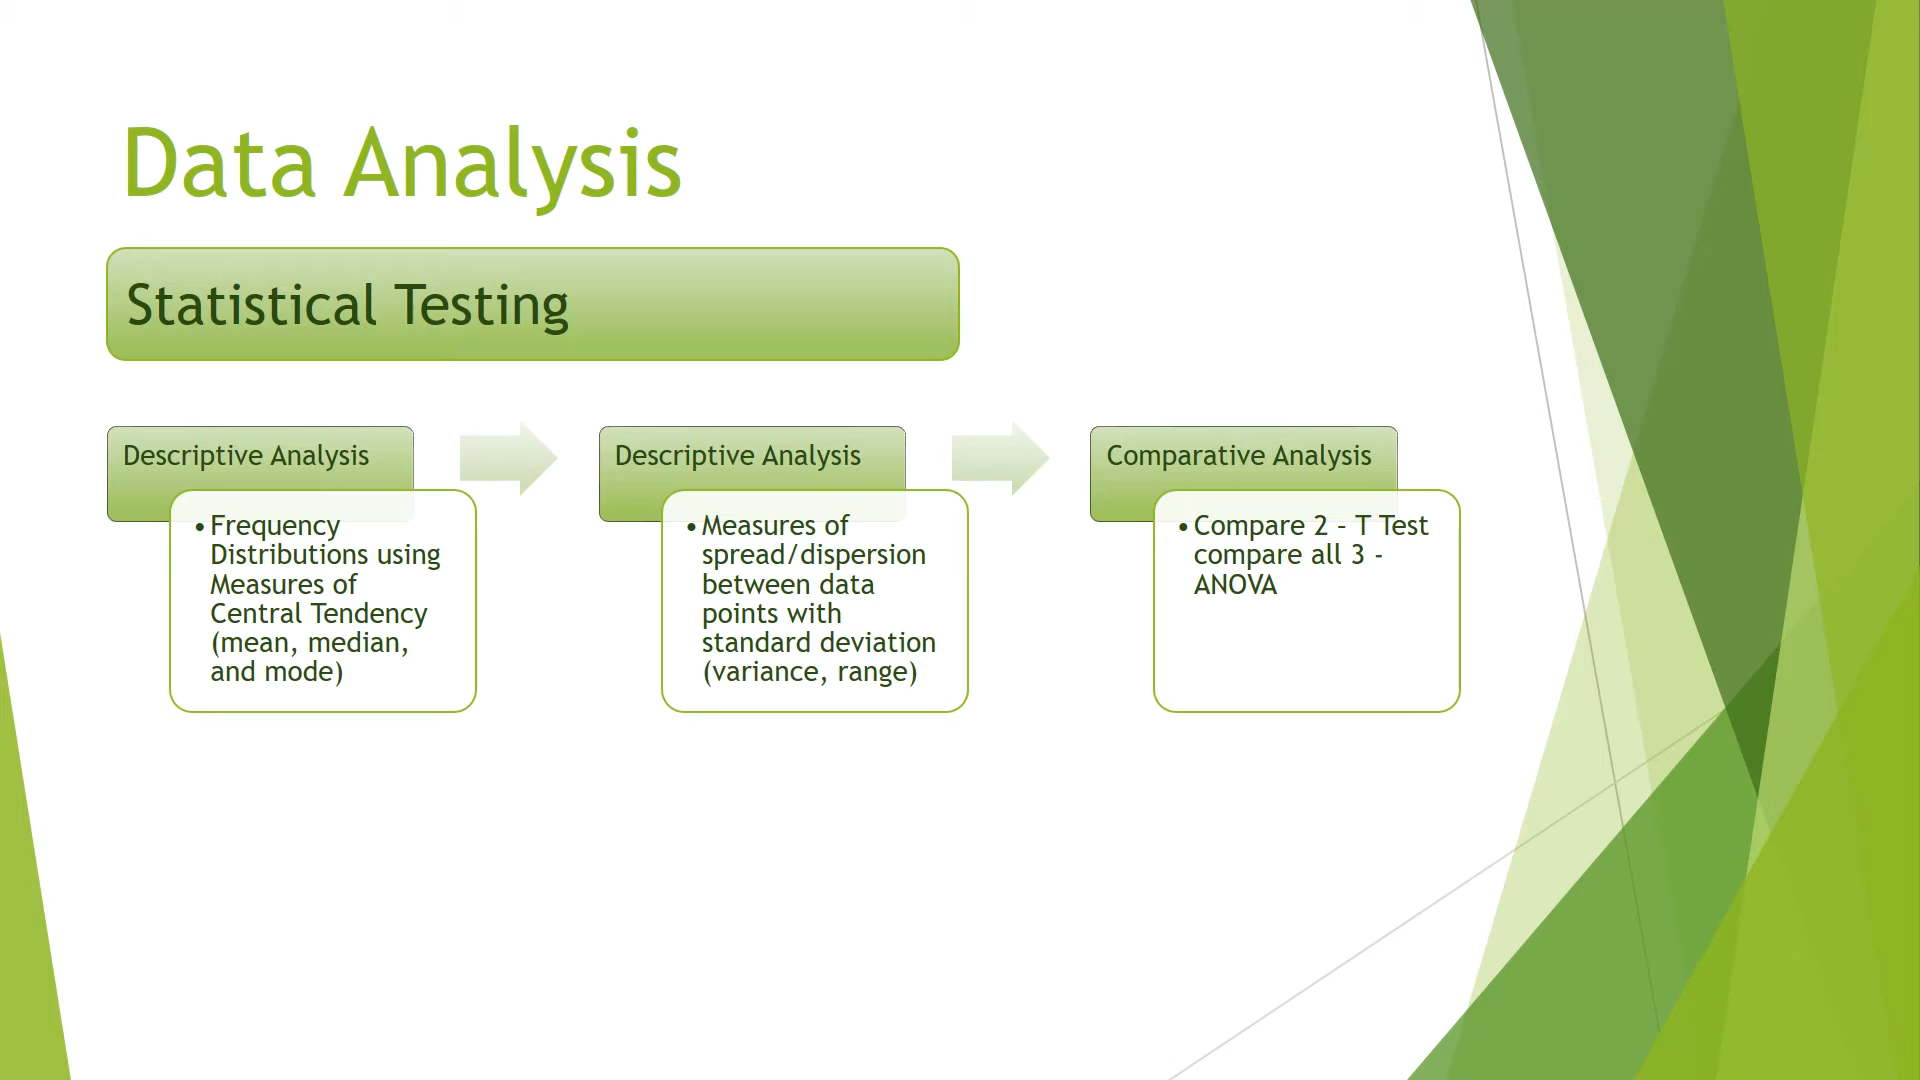 Data Analysis
Statistical Testing
Descriptive Analysis
• Frequency
Distributions using
Measures of
Central Tendency
(mean, median,
and mode)
Descriptive Analysis
• Measures of
spread/dispersion
between data
points with
standard deviation
(variance, range)
Comparative Analysis
• Compare 2 – T Test
compare all 3 -
ANOVA